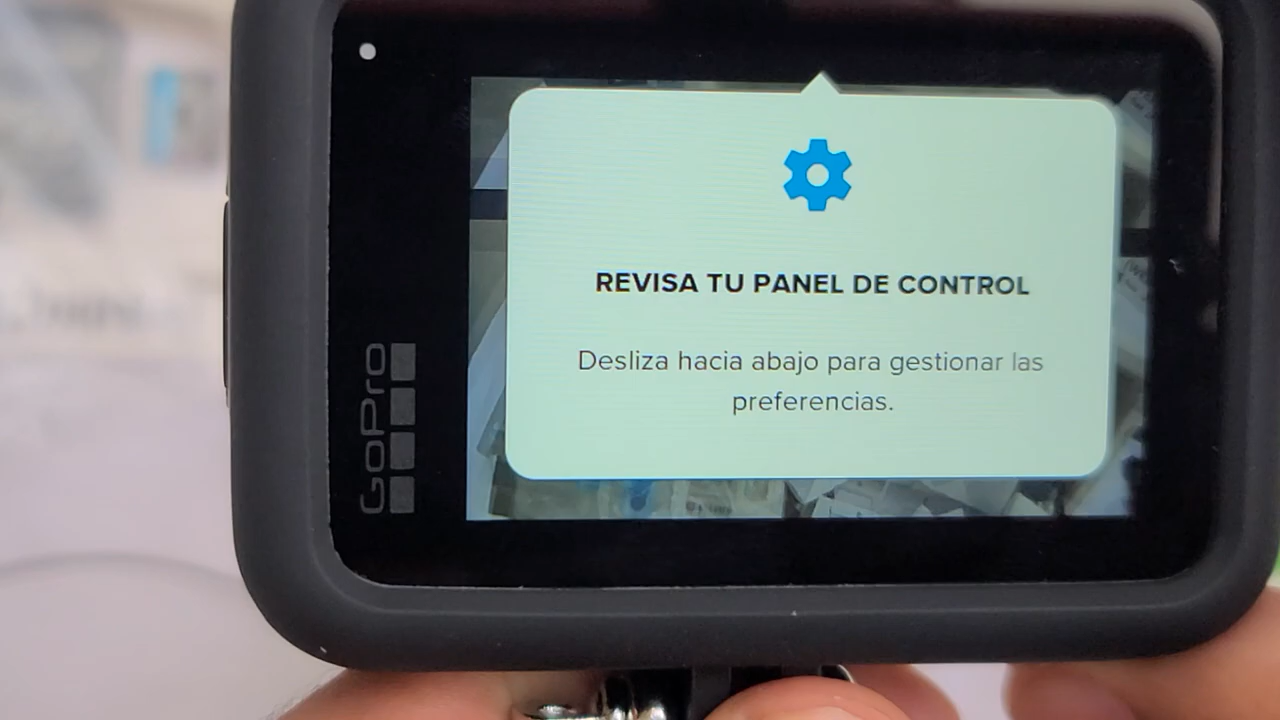 REVISA TU PANEL DE CONTROL
Desliza hacia abajo para gestionar las
preferencias.
GoPro